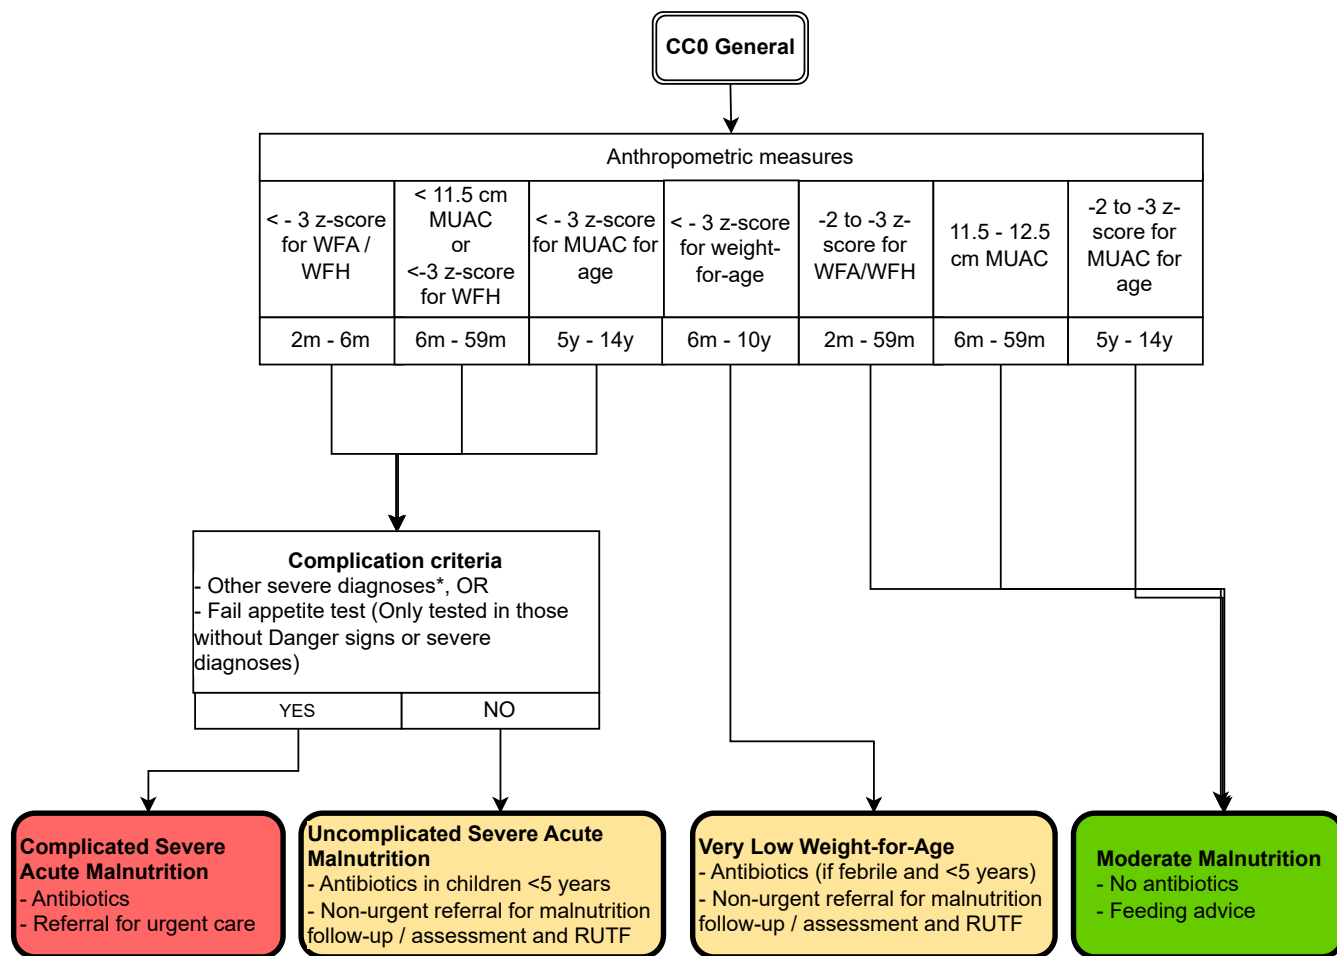 CC0 General
Anthropometric measures
< - 3 z-score
for WFA /
WFH
< 11.5 cm
MUAC
or
<-3 z-score
for WFH
< - 3 z-score
for MUAC for
age
< - 3 z-score
for weight-
for-age
-2 to -3 z-
score for
WFA/WFH
11.5 - 12.5
cm MUAC
-2 to -3 z-
score for
MUAC for
age
2m - 6m
6m - 59m
5y - 14y
6m - 10y
2m - 59m
6m - 59m
5y - 14y
Complication criteria
- Other severe diagnoses*, OR
- Fail appetite test (Only tested in those
without Danger signs or severe
diagnoses)
YES
NO
Complicated Severe
Acute Malnutrition
- Antibiotics
- Referral for urgent care
Uncomplicated Severe Acute
Malnutrition
- Antibiotics in children <5 years
- Non-urgent referral for malnutrition
follow-up / assessment and RUTF
Very Low Weight-for-Age
- Antibiotics (if febrile and <5 years)
- Non-urgent referral for malnutrition
follow-up / assessment and RUTF
Moderate Malnutrition
- No antibiotics
- Feeding advice